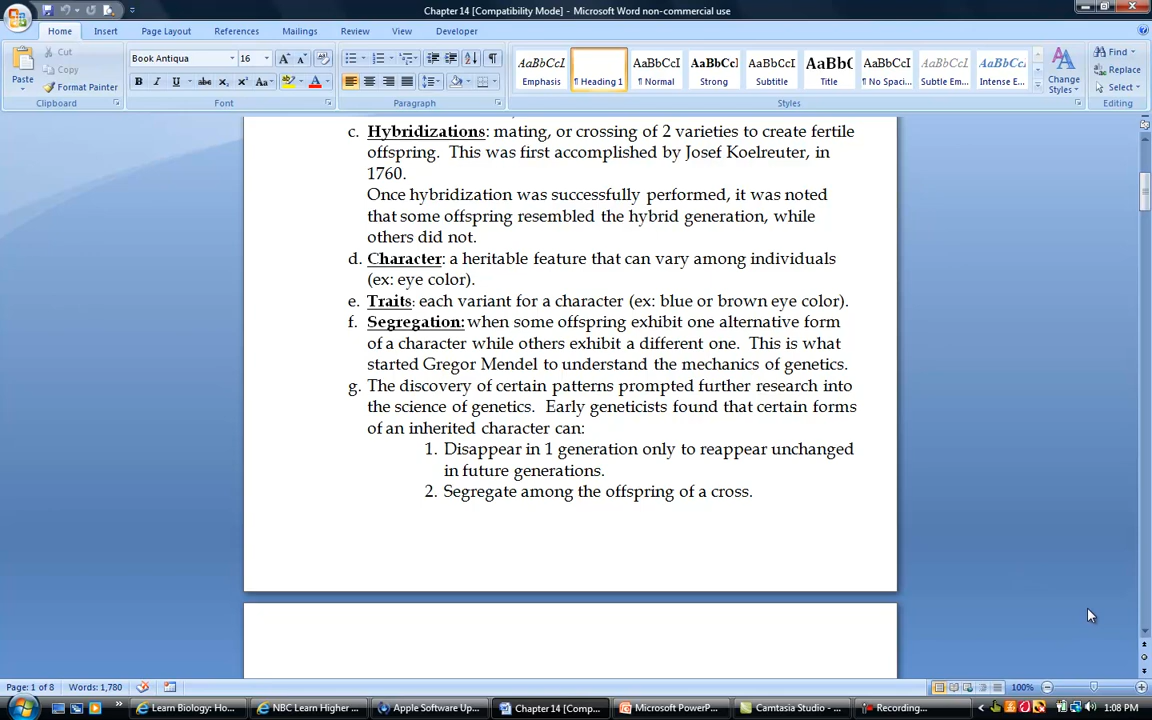 Chapter 14 [Compatibility Mode] - Microsoft Word non-commercial use
Home Insert Page Layout References Mailings Review View Developer
Paste
Cut
Copy
Format Painter
Clipboard
Book Antiqua 16
Font
Paragraph
AaBbCcI AaBbCcI AaBbCcI AaBbCcI AaBb( AaBbCcI AaBbCcI AaBbCcI
Emphasis ¶ Heading 1 ¶ Normal Strong Subtitle Title ¶ No Spaci... Subtle Em... Intense E...
Styles
Change Styles
Find
Replace
Select
Editing
c. Hybridizations: mating, or crossing of 2 varieties to create fertile
offspring. This was first accomplished by Josef Koelreuter, in
1760.
Once hybridization was successfully performed, it was noted
that some offspring resembled the hybrid generation, while
others did not.
d. Character: a heritable feature that can vary among individuals
(ex: eye color).
e. Traits: each variant for a character (ex: blue or brown eye color).
f. Segregation: when some offspring exhibit one alternative form
of a character while others exhibit a different one. This is what
started Gregor Mendel to understand the mechanics of genetics.
g. The discovery of certain patterns prompted further research into
the science of genetics. Early geneticists found that certain forms
of an inherited character can:
1. Disappear in 1 generation only to reappear unchanged
in future generations.
2. Segregate among the offspring of a cross.
Page: 1 of 8 Words: 1,780 100%
Learn Biology: Ho... NBC Learn Higher ... Apple Software Up... Chapter 14 [Comp... Microsoft PowerP... Camtasia Studio - ... Recording... 1:08 PM